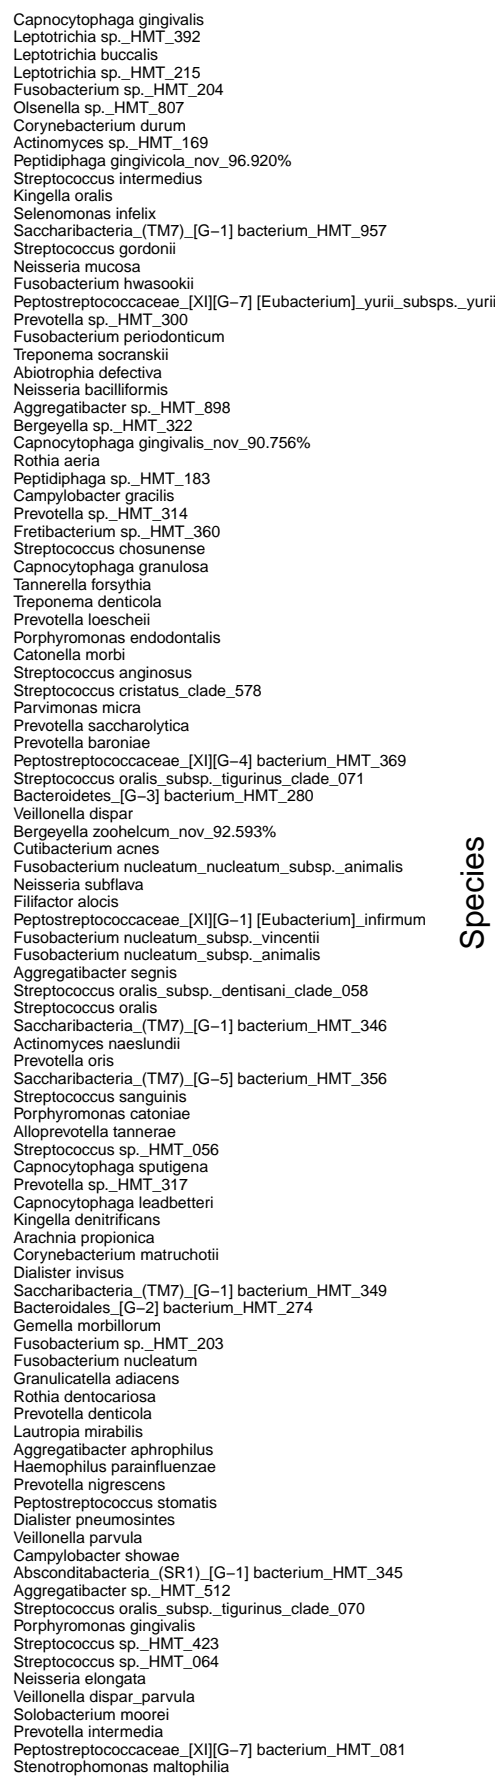 Capnocytophaga gingivalis
Leptotrichia sp._HMT_392
Leptotrichia buccalis
Leptotrichia sp._HMT_215
Fusobacterium sp._HMT_204
Olsenella sp._HMT_807
Corynebacterium durum
Actinomyces sp._HMT_169
Peptidiphaga gingivicola_nov_96.920%
Streptococcus intermedius
Kingella oralis
Selenomonas infelix
Saccharibacteria_(TM7)_[G−1] bacterium_HMT_957
Streptococcus gordonii
Neisseria mucosa
Fusobacterium hwasookii
Peptostreptococcaceae_[XI][G−7] [Eubacterium]_yurii_subsps._yurii
Prevotella sp._HMT_300
Fusobacterium periodonticum
Treponema socranskii
Abiotrophia defectiva
Neisseria bacilliformis
Aggregatibacter sp._HMT_898
Bergeyella sp._HMT_322
Capnocytophaga gingivalis_nov_90.756%
Rothia aeria
Peptidiphaga sp._HMT_183
Campylobacter gracilis
Prevotella sp._HMT_314
Fretibacterium sp._HMT_360
Streptococcus chosunense
Capnocytophaga granulosa
Tannerella forsythia
Treponema denticola
Prevotella loescheii
Porphyromonas endodontalis
Catonella morbi
Streptococcus anginosus
Streptococcus cristatus_clade_578
Parvimonas micra
Prevotella saccharolytica
Prevotella baroniae
Peptostreptococcaceae_[XI][G−4] bacterium_HMT_369
Streptococcus oralis_subsp._tigurinus_clade_071
Bacteroidetes_[G−3] bacterium_HMT_280
Veillonella dispar
Bergeyella zoohelcum_nov_92.593%
Cutibacterium acnes
Fusobacterium nucleatum_nucleatum_subsp._animalis
Neisseria subflava
Filifactor alocis
Peptostreptococcaceae_[XI][G−1] [Eubacterium]_infirmum
Fusobacterium nucleatum_subsp._vincentii
Fusobacterium nucleatum_subsp._animalis
Aggregatibacter segnis
Streptococcus oralis_subsp._dentisani_clade_058
Streptococcus oralis
Saccharibacteria_(TM7)_[G−1] bacterium_HMT_346
Actinomyces naeslundii
Prevotella oris
Saccharibacteria_(TM7)_[G−5] bacterium_HMT_356
Streptococcus sanguinis
Porphyromonas catoniae
Alloprevotella tannerae
Streptococcus sp._HMT_056
Capnocytophaga sputigena
Prevotella sp._HMT_317
Capnocytophaga leadbetteri
Kingella denitrificans
Arachnia propionica
Corynebacterium matruchotii
Dialister invisus
Saccharibacteria_(TM7)_[G−1] bacterium_HMT_349
Bacteroidales_[G−2] bacterium_HMT_274
Gemella morbillorum
Fusobacterium sp._HMT_203
Fusobacterium nucleatum
Granulicatella adiacens
Rothia dentocariosa
Prevotella denticola
Lautropia mirabilis
Aggregatibacter aphrophilus
Haemophilus parainfluenzae
Prevotella nigrescens
Peptostreptococcus stomatis
Dialister pneumosintes
Veillonella parvula
Campylobacter showae
Absconditabacteria_(SR1)_[G−1] bacterium_HMT_345
Aggregatibacter sp._HMT_512
Streptococcus oralis_subsp._tigurinus_clade_070
Porphyromonas gingivalis
Streptococcus sp._HMT_423
Streptococcus sp._HMT_064
Neisseria elongata
Veillonella dispar_parvula
Solobacterium moorei
Prevotella intermedia
Peptostreptococcaceae_[XI][G−7] bacterium_HMT_081
Stenotrophomonas maltophilia
Species